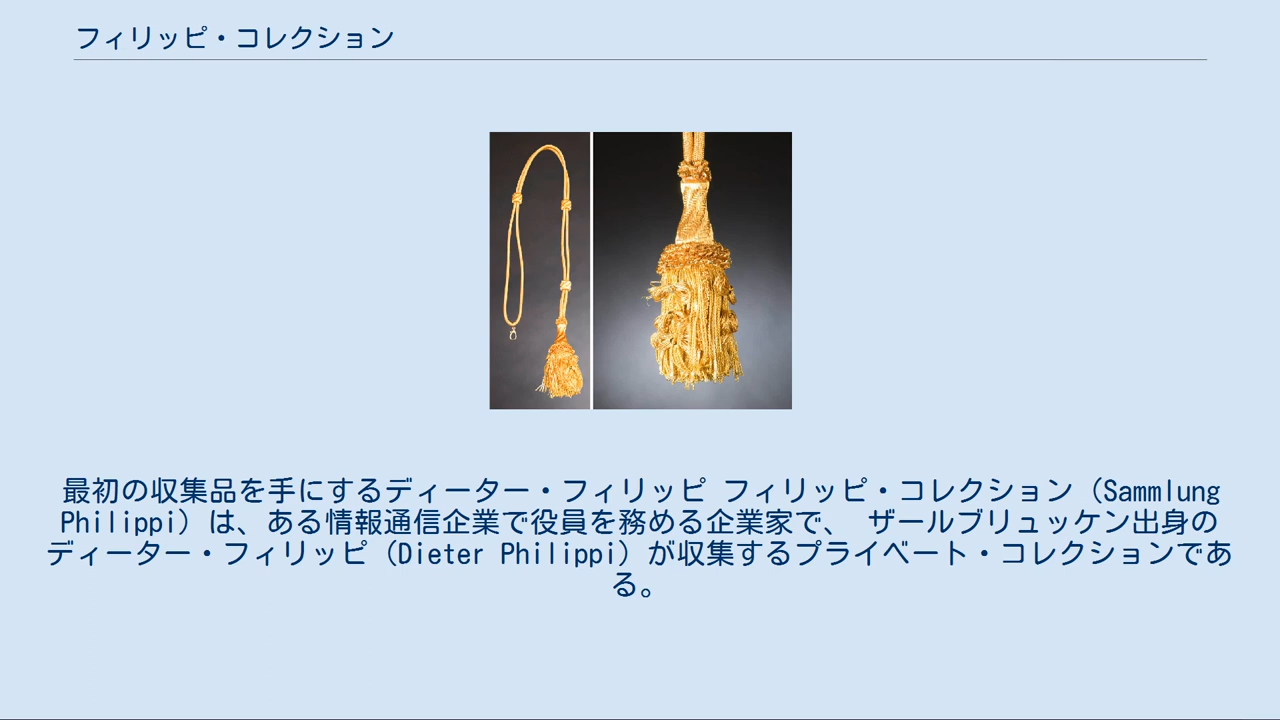 フィリッピ・コレクション
最初の収集品を手にするディーター・フィリッピ フィリッピ・コレクション（Sammlung
Philippi）は、ある情報通信企業で役員を務める企業家で、 ザールブリュッケン出身の
ディーター・フィリッピ（Dieter Philippi）が収集するプライベート・コレクションであ
る。